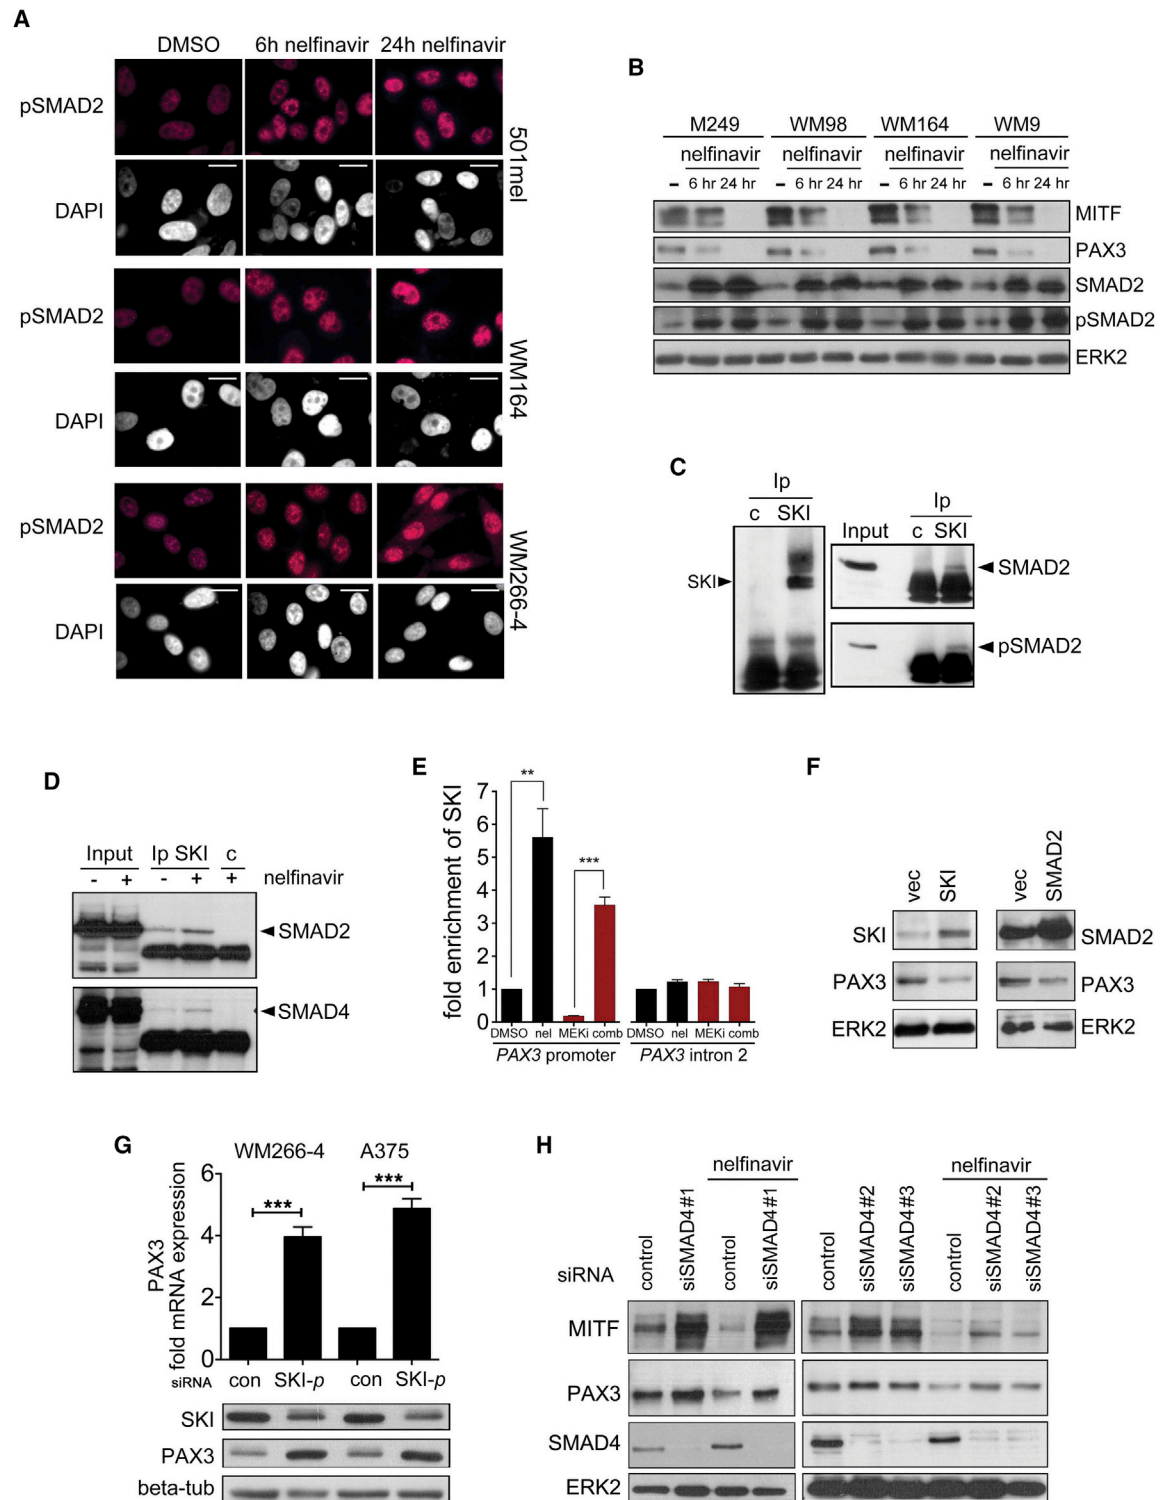 A
DMSO 6h nelfinavir 24h nelfinavir
pSMAD2
DAPI
501mel
pSMAD2
DAPI
WM164
pSMAD2
DAPI
WM266-4
B
M249 WM98 WM164 WM9
nelfinavir nelfinavir nelfinavir nelfinavir
– 6 hr 24 hr – 6 hr 24 hr – 6 hr 24 hr – 6 hr 24 hr
MITF
PAX3
SMAD2
pSMAD2
ERK2
C
Ip
c SKI
SKI
Ip
Input c SKI
SMAD2
pSMAD2
D
Input Ip SKI c
- + - + + nelfinavir
SMAD2
SMAD4
E
fold enrichment of SKI
7
6
5
4
3
2
1
0
**
***
DMSO nel MEKi comb DMSO nel MEKi comb
PAX3 promoter PAX3 intron 2
F
vec SKI vec SMAD2
SKI SMAD2
PAX3 PAX3
ERK2 ERK2
G
WM266-4 A375
PAX3
fold mRNA expression
6
4
2
0
*** ***
siRNA con SKI-p con SKI-p
SKI
PAX3
beta-tub
H
nelfinavir nelfinavir
siRNA control siSMAD4#1 control siSMAD4#1 control siSMAD4#2 siSMAD4#3 control siSMAD4#2 siSMAD4#3
MITF
PAX3
SMAD4
ERK2